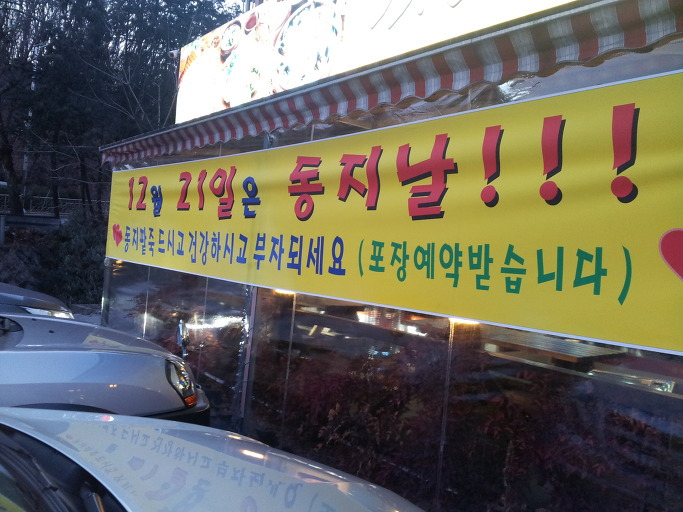 12월 21일은 동지날!!!
동지팥죽 드시고 건강하시고 부자되세요 (포장예약받습니다)